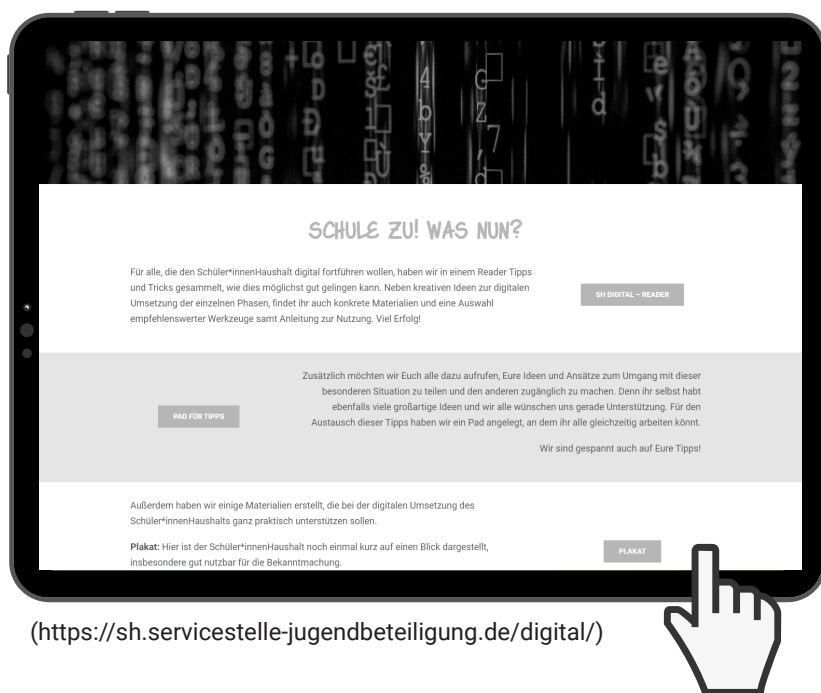 SCHULE ZU! WAS NUN?
Für alle, die den Schüler*innenHaushalt digital fortführen wollen, haben wir in einem Reader Tipps
und Tricks gesammelt, wie dies möglichst gut gelingen kann. Neben kreativen Ideen zur digitalen
Umsetzung der einzelnen Phasen, findet ihr auch konkrete Materialien und eine Auswahl
empfehlenswerter Werkzeuge samt Anleitung zur Nutzung. Viel Erfolg!
SH DIGITAL – READER
Zusätzlich möchten wir Euch alle dazu aufrufen, Eure Ideen und Ansätze zum Umgang mit dieser
besonderen Situation zu teilen und den anderen zugänglich zu machen. Denn ihr selbst habt
ebenfalls viele großartige Ideen und wir alle wünschen uns gerade Unterstützung. Für den
Austausch dieser Tipps haben wir ein Pad angelegt, an dem ihr alle gleichzeitig arbeiten könnt.
Wir sind gespannt auch auf Eure Tipps!
PAD FÜR TIPPS
Außerdem haben wir einige Materialien erstellt, die bei der digitalen Umsetzung des
Schüler*innenHaushalts ganz praktisch unterstützen sollen.
Plakat: Hier ist der Schüler*innenHaushalt noch einmal kurz auf einen Blick dargestellt,
insbesondere gut nutzbar für die Bekanntmachung.
PLAKAT
(https://sh.servicestelle-jugendbeteiligung.de/digital/)